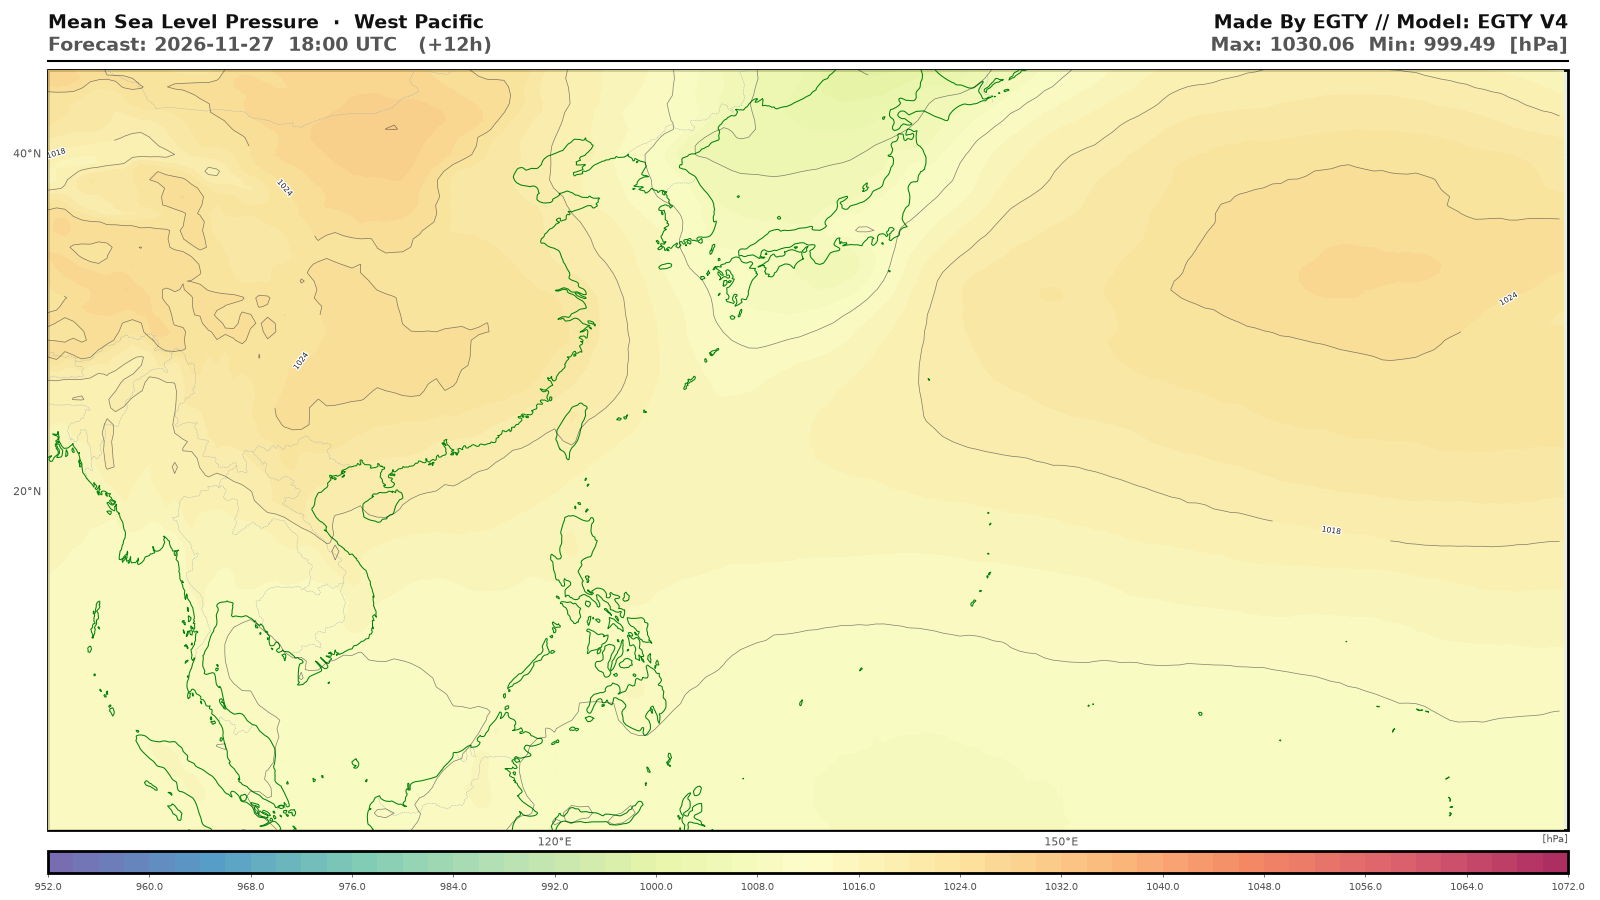 Mean Sea Level Pressure · West Pacific
Made By EGTY // Model: EGTY V4
Forecast: 2026-11-27 18:00 UTC (+12h)
Max: 1030.06 Min: 999.49 [hPa]
40°N
1018
1024
1024
1024
20°N
1018
120°E
150°E
[hPa]
952.0 960.0 968.0 976.0 984.0 992.0 1000.0 1008.0 1016.0 1024.0 1032.0 1040.0 1048.0 1056.0 1064.0 1072.0